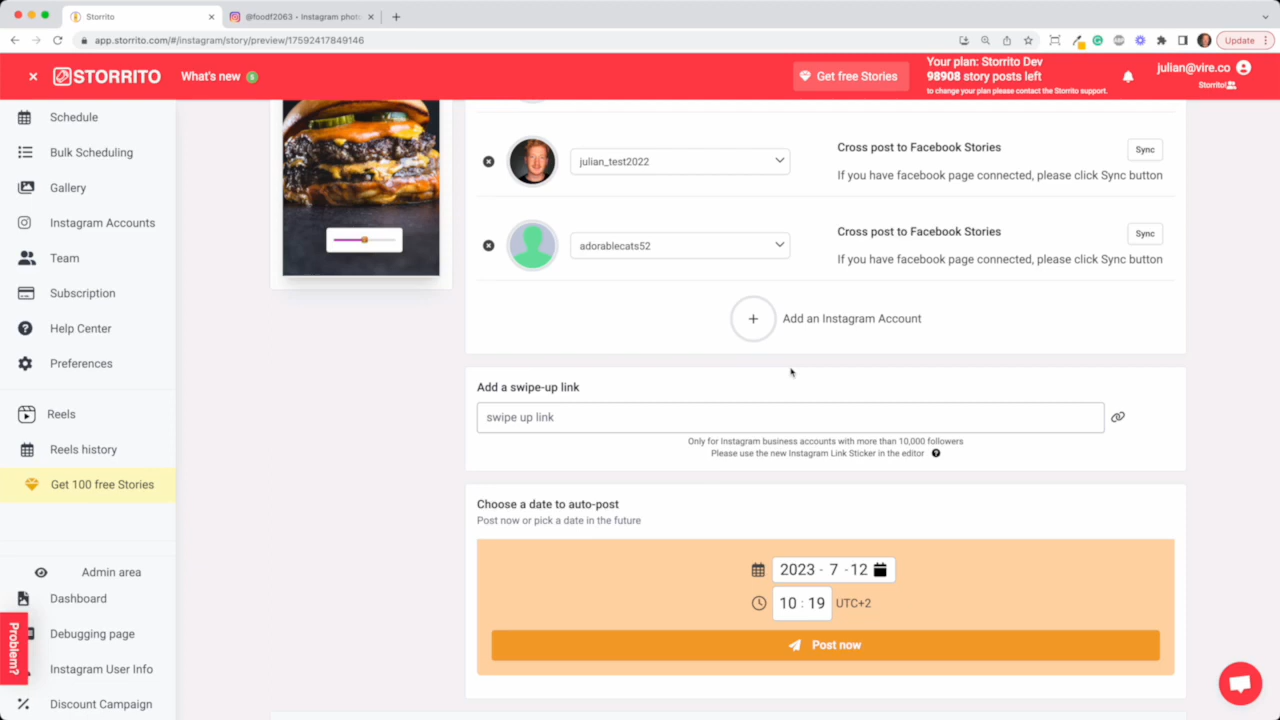 Storrito
@foodf2063 • Instagram phot
app.storrito.com/#/instagram/story/preview/17592417849146
Update
STORRITO
What's new
Get free Stories
Your plan: Storrito Dev
98908 story posts left
to change your plan please contact the Storrito support.
julian@vire.co
Storrito
Schedule
Bulk Scheduling
Gallery
Instagram Accounts
Team
Subscription
Help Center
Preferences
Reels
Reels history
Get 100 free Stories
Admin area
Dashboard
Debugging page
Instagram User Info
Discount Campaign
Problem?
julian_test2022
Cross post to Facebook Stories
Sync
If you have facebook page connected, please click Sync button
adorablecats52
Cross post to Facebook Stories
Sync
If you have facebook page connected, please click Sync button
Add an Instagram Account
Add a swipe-up link
swipe up link
Only for Instagram business accounts with more than 10,000 followers
Please use the new Instagram Link Sticker in the editor
Choose a date to auto-post
Post now or pick a date in the future
2023 - 7 - 12
10 : 19 UTC+2
Post now